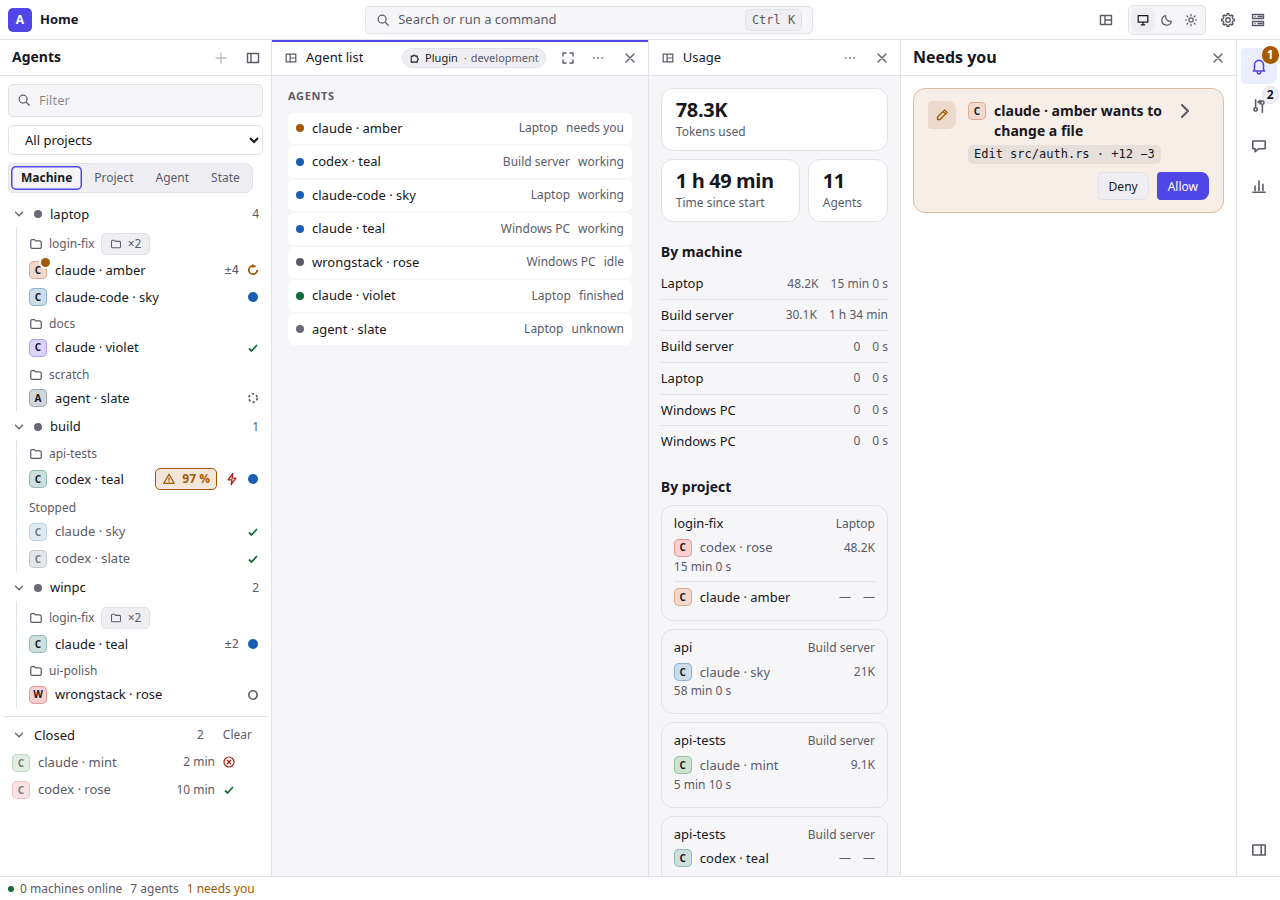 A Home
Search or run a command Ctrl K
Agents
Filter
All projects
Machine Project Agent State
laptop 4
login-fix ×2
C claude · amber ±4
C claude-code · sky
docs
C claude · violet
scratch
A agent · slate
build 1
api-tests
C codex · teal 97 %
Stopped
C claude · sky
C codex · slate
winpc 2
login-fix ×2
C claude · teal ±2
ui-polish
W wrongstack · rose
Closed 2 Clear
C claude · mint 2 min
C codex · rose 10 min
Agent list Plugin · development
AGENTS
claude · amber Laptop needs you
codex · teal Build server working
claude-code · sky Laptop working
claude · teal Windows PC working
wrongstack · rose Windows PC idle
claude · violet Laptop finished
agent · slate Laptop unknown
Usage
78.3K
Tokens used
1 h 49 min
Time since start
11
Agents
By machine
Laptop 48.2K 15 min 0 s
Build server 30.1K 1 h 34 min
Build server 0 0 s
Laptop 0 0 s
Windows PC 0 0 s
Windows PC 0 0 s
By project
login-fix Laptop
C codex · rose 48.2K
15 min 0 s
C claude · amber — —
api Build server
C claude · sky 21K
58 min 0 s
api-tests Build server
C claude · mint 9.1K
5 min 10 s
api-tests Build server
C codex · teal — —
Needs you
C claude · amber wants to
change a file
Edit src/auth.rs · +12 −3
Deny Allow
1
2
0 machines online 7 agents 1 needs you